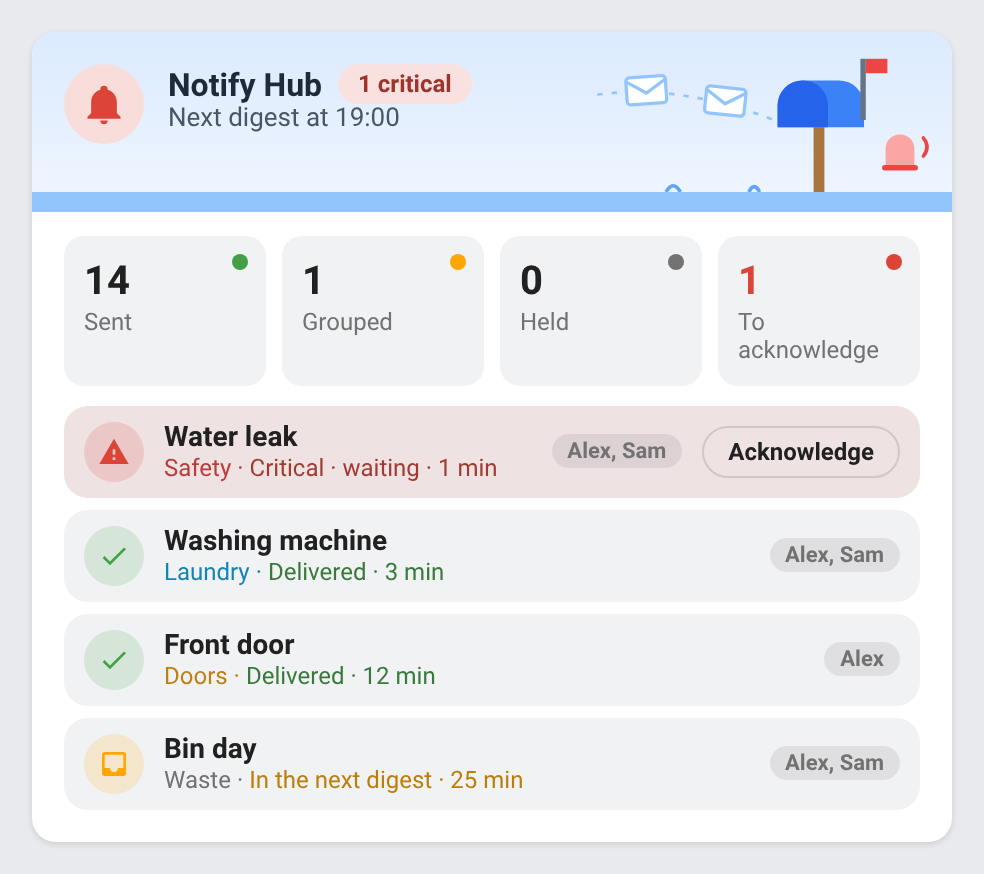 Notify Hub
1 critical
Next digest at 19:00
14
Sent
1
Grouped
0
Held
1
To
acknowledge
Water leak
Safety · Critical · waiting · 1 min
Alex, Sam
Acknowledge
Washing machine
Laundry · Delivered · 3 min
Alex, Sam
Front door
Doors · Delivered · 12 min
Alex
Bin day
Waste · In the next digest · 25 min
Alex, Sam